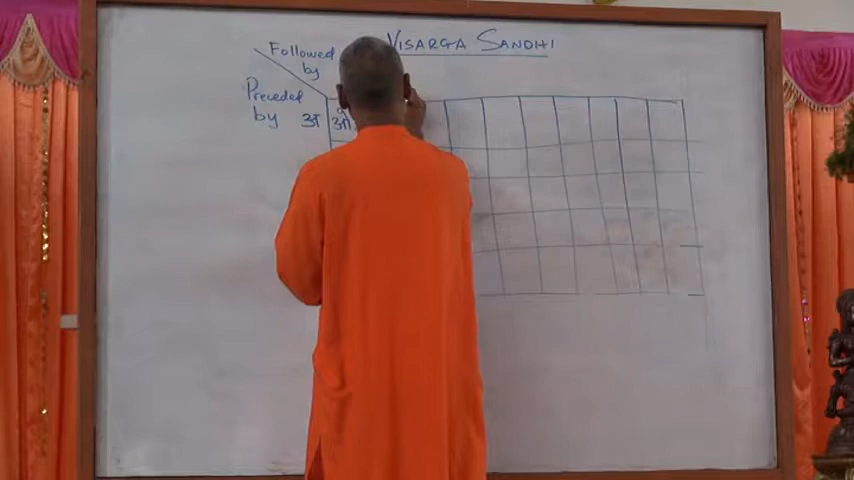 VISARGA SANDHI
Followed
by
Preceded
by
अ